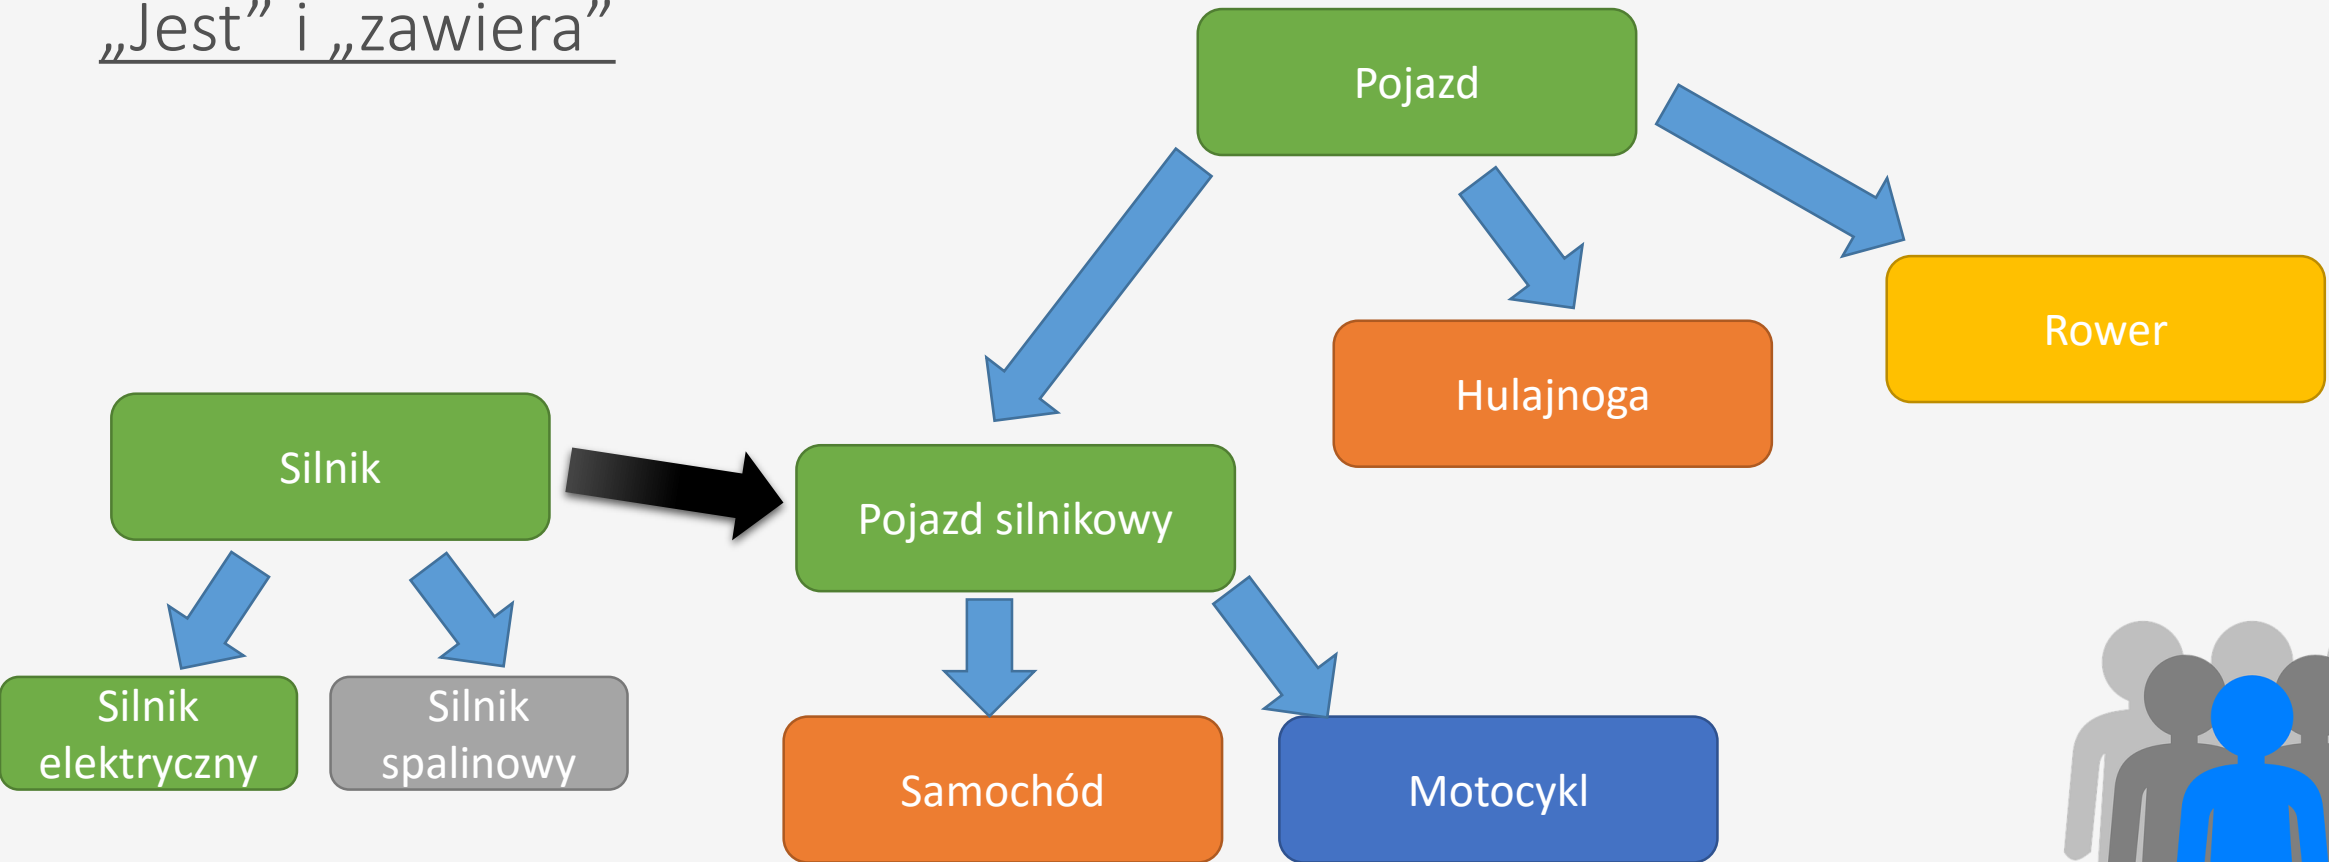 „Jest” i „zawiera”
Pojazd
Rower
Hulajnoga
Silnik
Pojazd silnikowy
Silnik
elektryczny
Silnik
spalinowy
Samochód
Motocykl